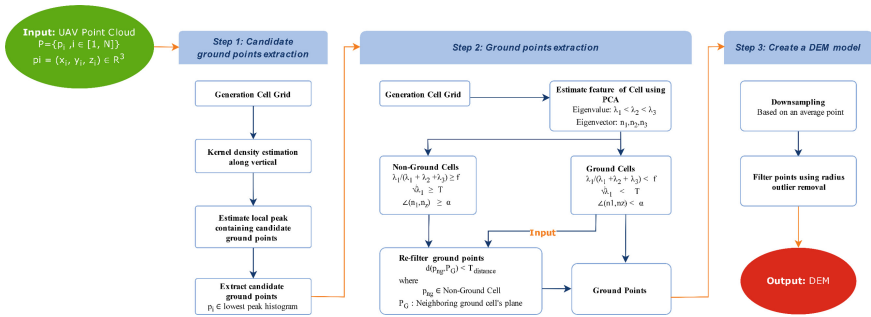 Input: UAV Point Cloud
P={pᵢ ,i ∈ [1, N]}
pi = (xᵢ, yᵢ, zᵢ) ∈ R³
Step 1: Candidate
ground points extraction
Generation Cell Grid
Kernel density estimation
along vertical
Estimate local peak
containing candidate
ground points
Extract candidate
ground points
pᵢ ∈ lowest peak histogram
Step 2: Ground points extraction
Generation Cell Grid
Estimate feature of Cell using
PCA
Eigenvalue: λ₁ < λ₂ < λ₃
Eigenvector: n₁,n₂,n₃
Non-Ground Cells
λ₁/(λ₁ + λ₂ +λ₃) ≥ f
√λ₁ ≥ T
∠(n₁,n_z) ≥ α
Ground Cells
λ₁/(λ₁ +λ₂ + λ₃) < f
√λ₁ < T
∠(n1,nz) < α
Input
Re-filter ground points
d(p_ng,P_G) < T_distance
where
p_ng ∈ Non-Ground Cell
P_G : Neighboring ground cell's plane
Ground Points
Step 3: Create a DEM model
Downsampling
Based on an average point
Filter points using radius
outlier removal
Output: DEM